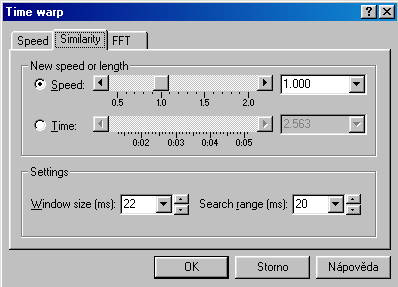 Time warp
Speed Similarity FFT
New speed or length
Speed: 1.000
0.5 1.0 1.5 2.0
Time: 2.563
0:02 0:03 0:04 0:05
Settings
Window size (ms): 22 Search range (ms): 20
OK Storno Nápověda